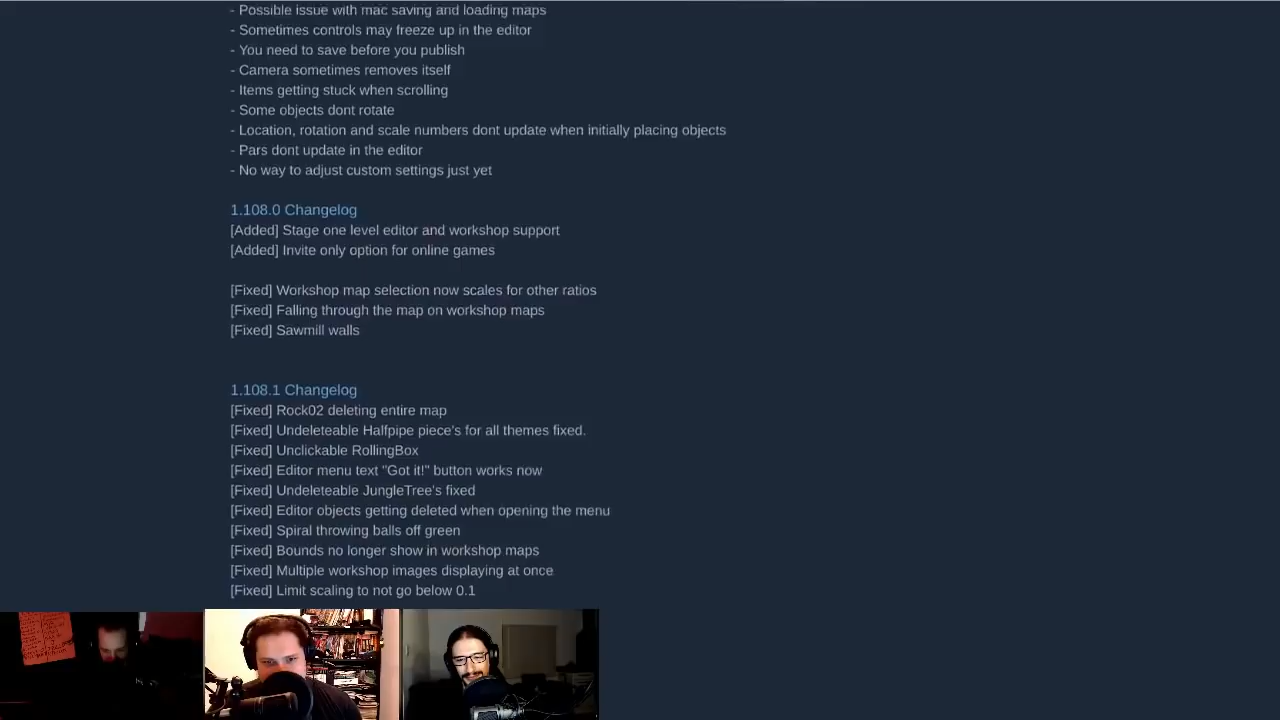 - Possible issue with mac saving and loading maps
- Sometimes controls may freeze up in the editor
- You need to save before you publish
- Camera sometimes removes itself
- Items getting stuck when scrolling
- Some objects dont rotate
- Location, rotation and scale numbers dont update when initially placing objects
- Pars dont update in the editor
- No way to adjust custom settings just yet
1.108.0 Changelog
[Added] Stage one level editor and workshop support
[Added] Invite only option for online games
[Fixed] Workshop map selection now scales for other ratios
[Fixed] Falling through the map on workshop maps
[Fixed] Sawmill walls
1.108.1 Changelog
[Fixed] Rock02 deleting entire map
[Fixed] Undeleteable Halfpipe piece's for all themes fixed.
[Fixed] Unclickable RollingBox
[Fixed] Editor menu text "Got it!" button works now
[Fixed] Undeleteable JungleTree's fixed
[Fixed] Editor objects getting deleted when opening the menu
[Fixed] Spiral throwing balls off green
[Fixed] Bounds no longer show in workshop maps
[Fixed] Multiple workshop images displaying at once
[Fixed] Limit scaling to not go below 0.1